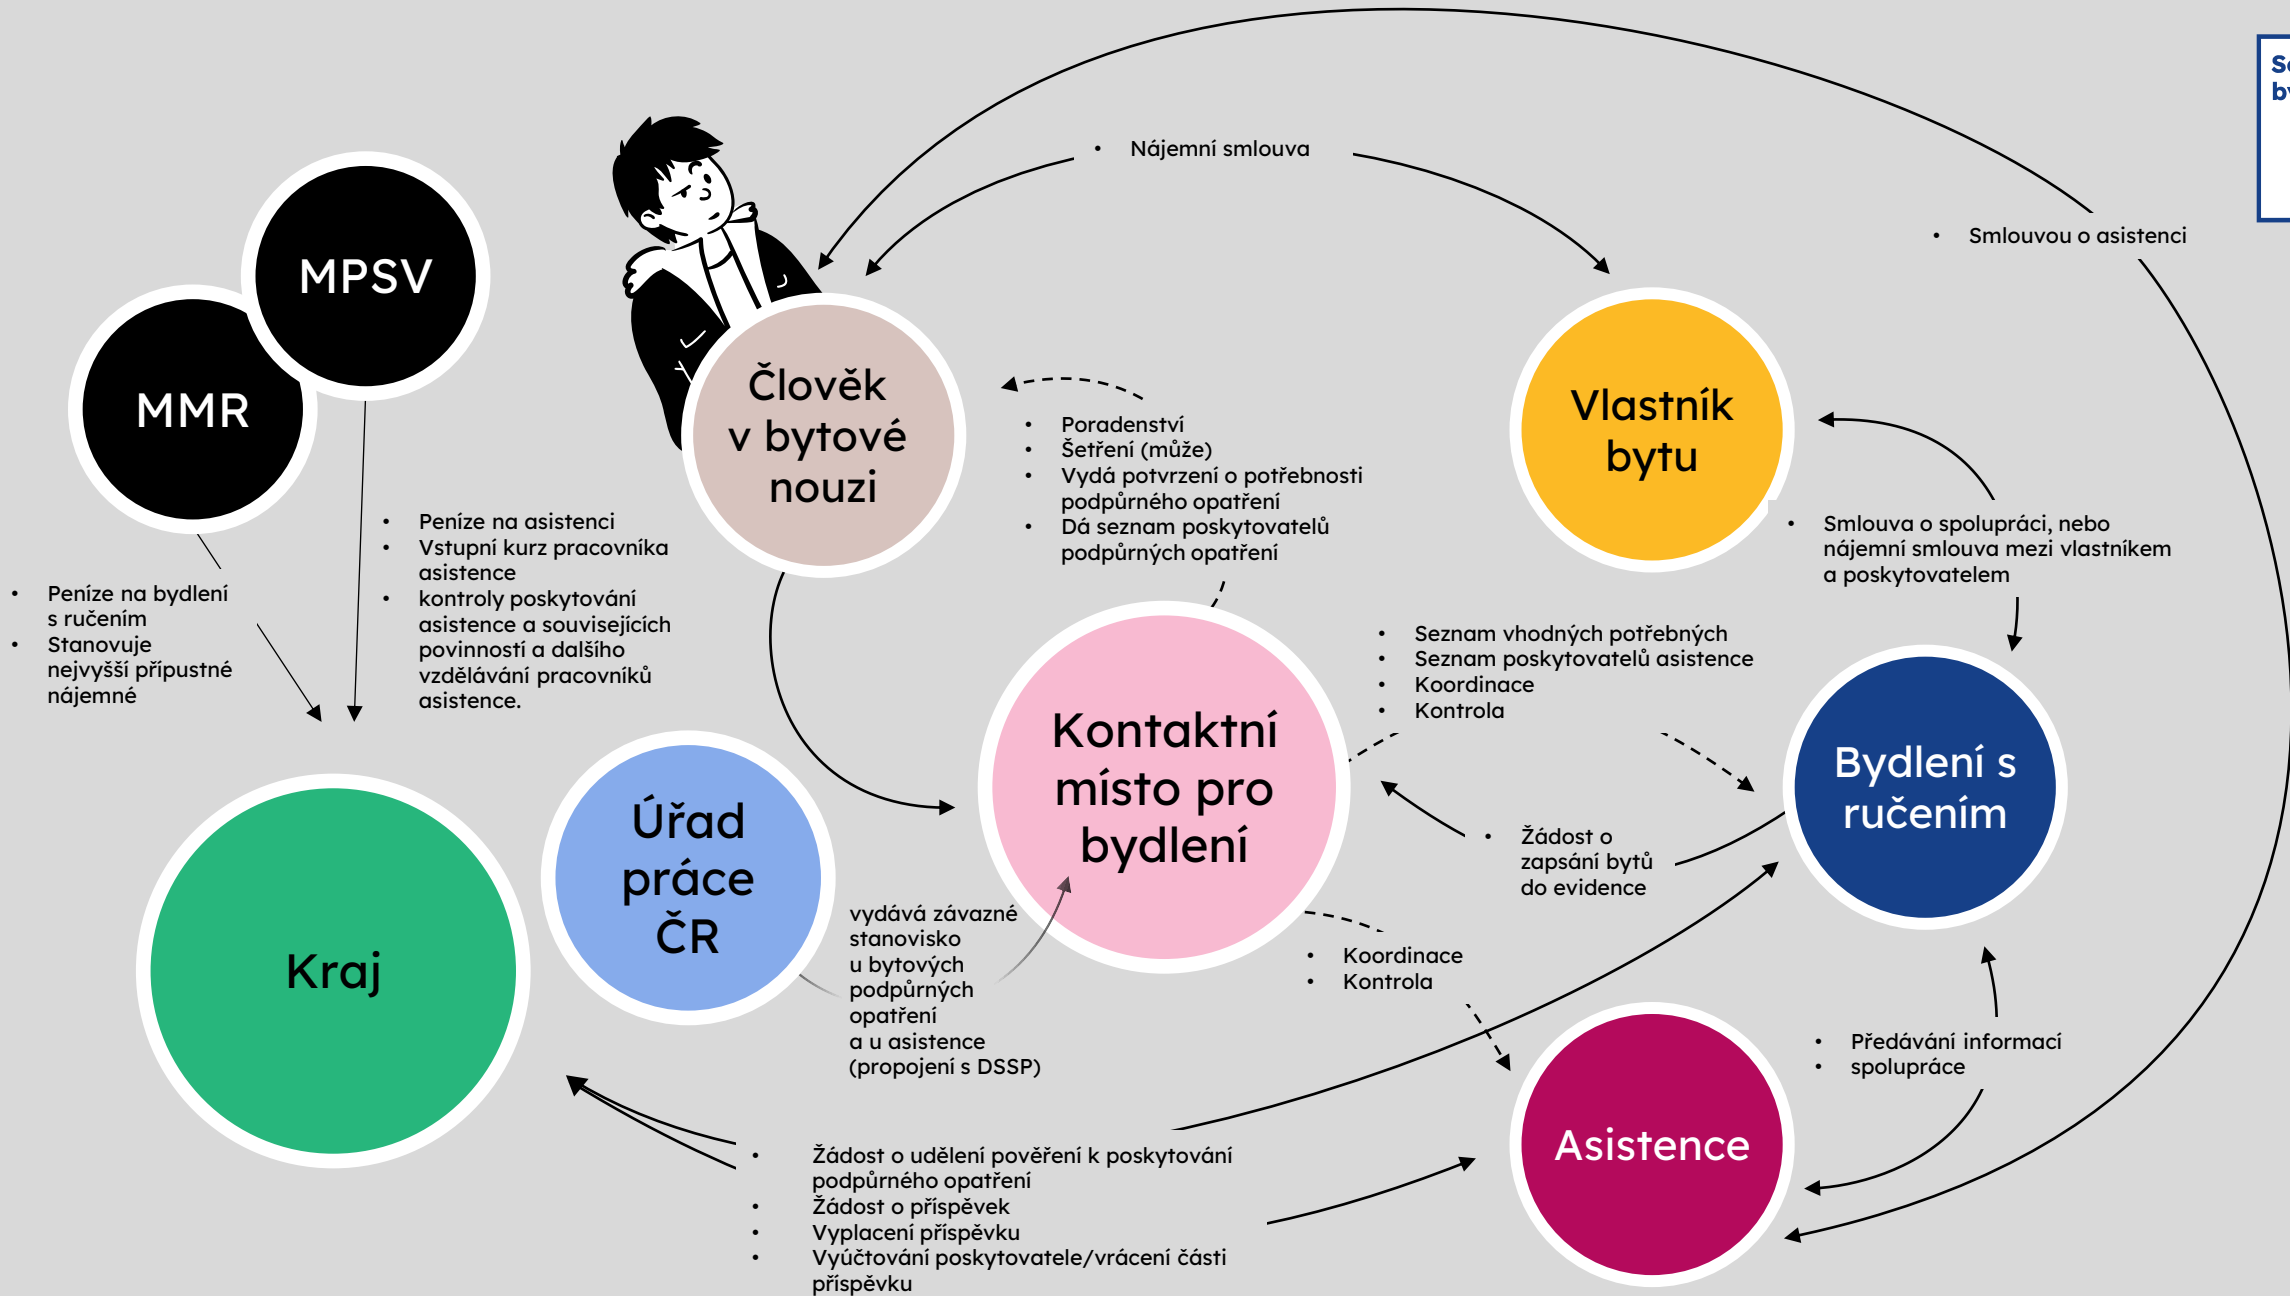 Nájemní smlouva
Smlouvou o asistenci
MPSV
MMR
Člověk
v bytové
nouzi
Vlastník
bytu
• Poradenství
• Šetření (může)
• Vydá potvrzení o potřebnosti
podpůrného opatření
• Dá seznam poskytovatelů
podpůrných opatření
• Peníze na asistenci
• Vstupní kurz pracovníka
asistence
• kontroly poskytování
asistence a souvisejících
povinností a dalšího
vzdělávání pracovníků
asistence.
• Peníze na bydlení
s ručením
• Stanovuje
nejvyšší přípustné
nájemné
• Smlouva o spolupráci, nebo
nájemní smlouva mezi vlastníkem
a poskytovatelem
• Seznam vhodných potřebných
• Seznam poskytovatelů asistence
• Koordinace
• Kontrola
Kontaktní
místo pro
bydlení
Bydlení s
ručením
Úřad
práce
ČR
Kraj
• Žádost o
zapsání bytů
do evidence
vydává závazné
stanovisko
u bytových
podpůrných
opatření
a u asistence
(propojení s DSSP)
• Koordinace
• Kontrola
• Předávání informací
• spolupráce
Asistence
• Žádost o udělení pověření k poskytování
podpůrného opatření
• Žádost o příspěvek
• Vyplacení příspěvku
• Vyúčtování poskytovatele/vrácení části
příspěvku